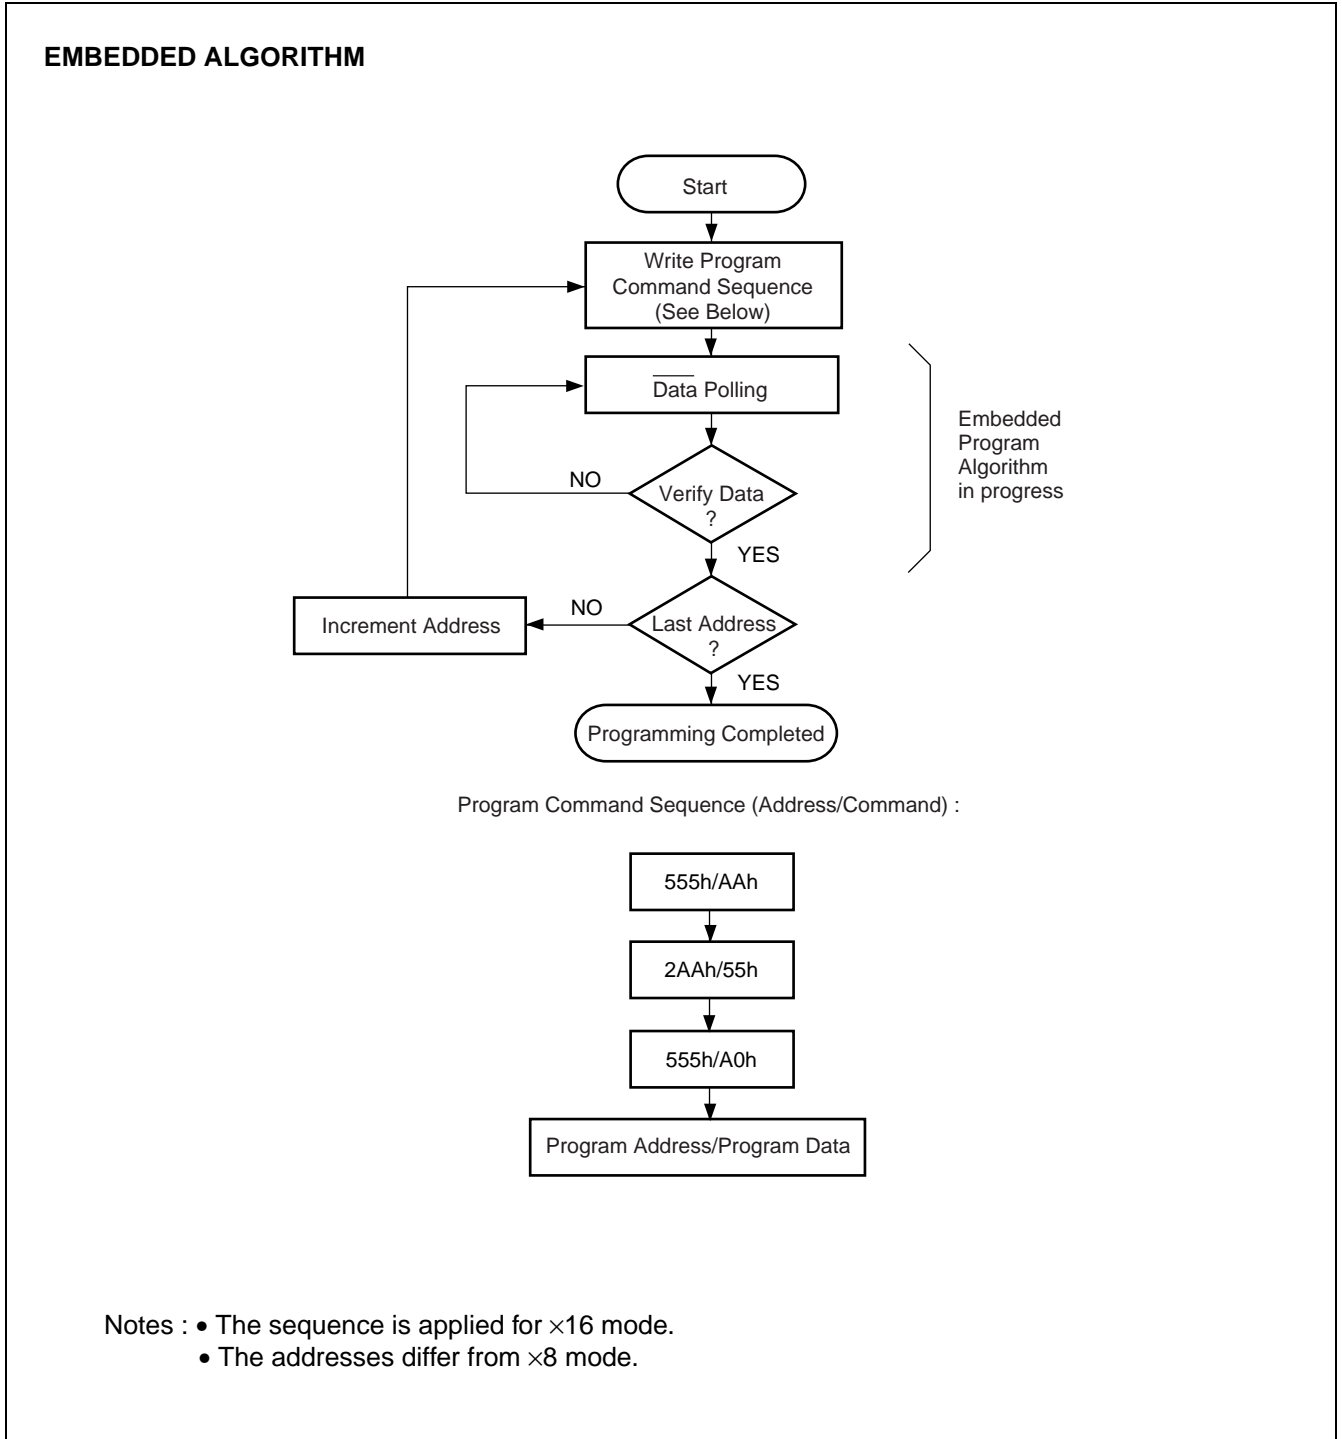 EMBEDDED ALGORITHM
Start
Write Program
Command Sequence
(See Below)
Data Polling
Embedded
Program
Algorithm
in progress
NO
Verify Data
?
YES
Increment Address
NO
Last Address
?
YES
Programming Completed
Program Command Sequence (Address/Command) :
555h/AAh
2AAh/55h
555h/A0h
Program Address/Program Data
Notes : • The sequence is applied for ×16 mode.
• The addresses differ from ×8 mode.